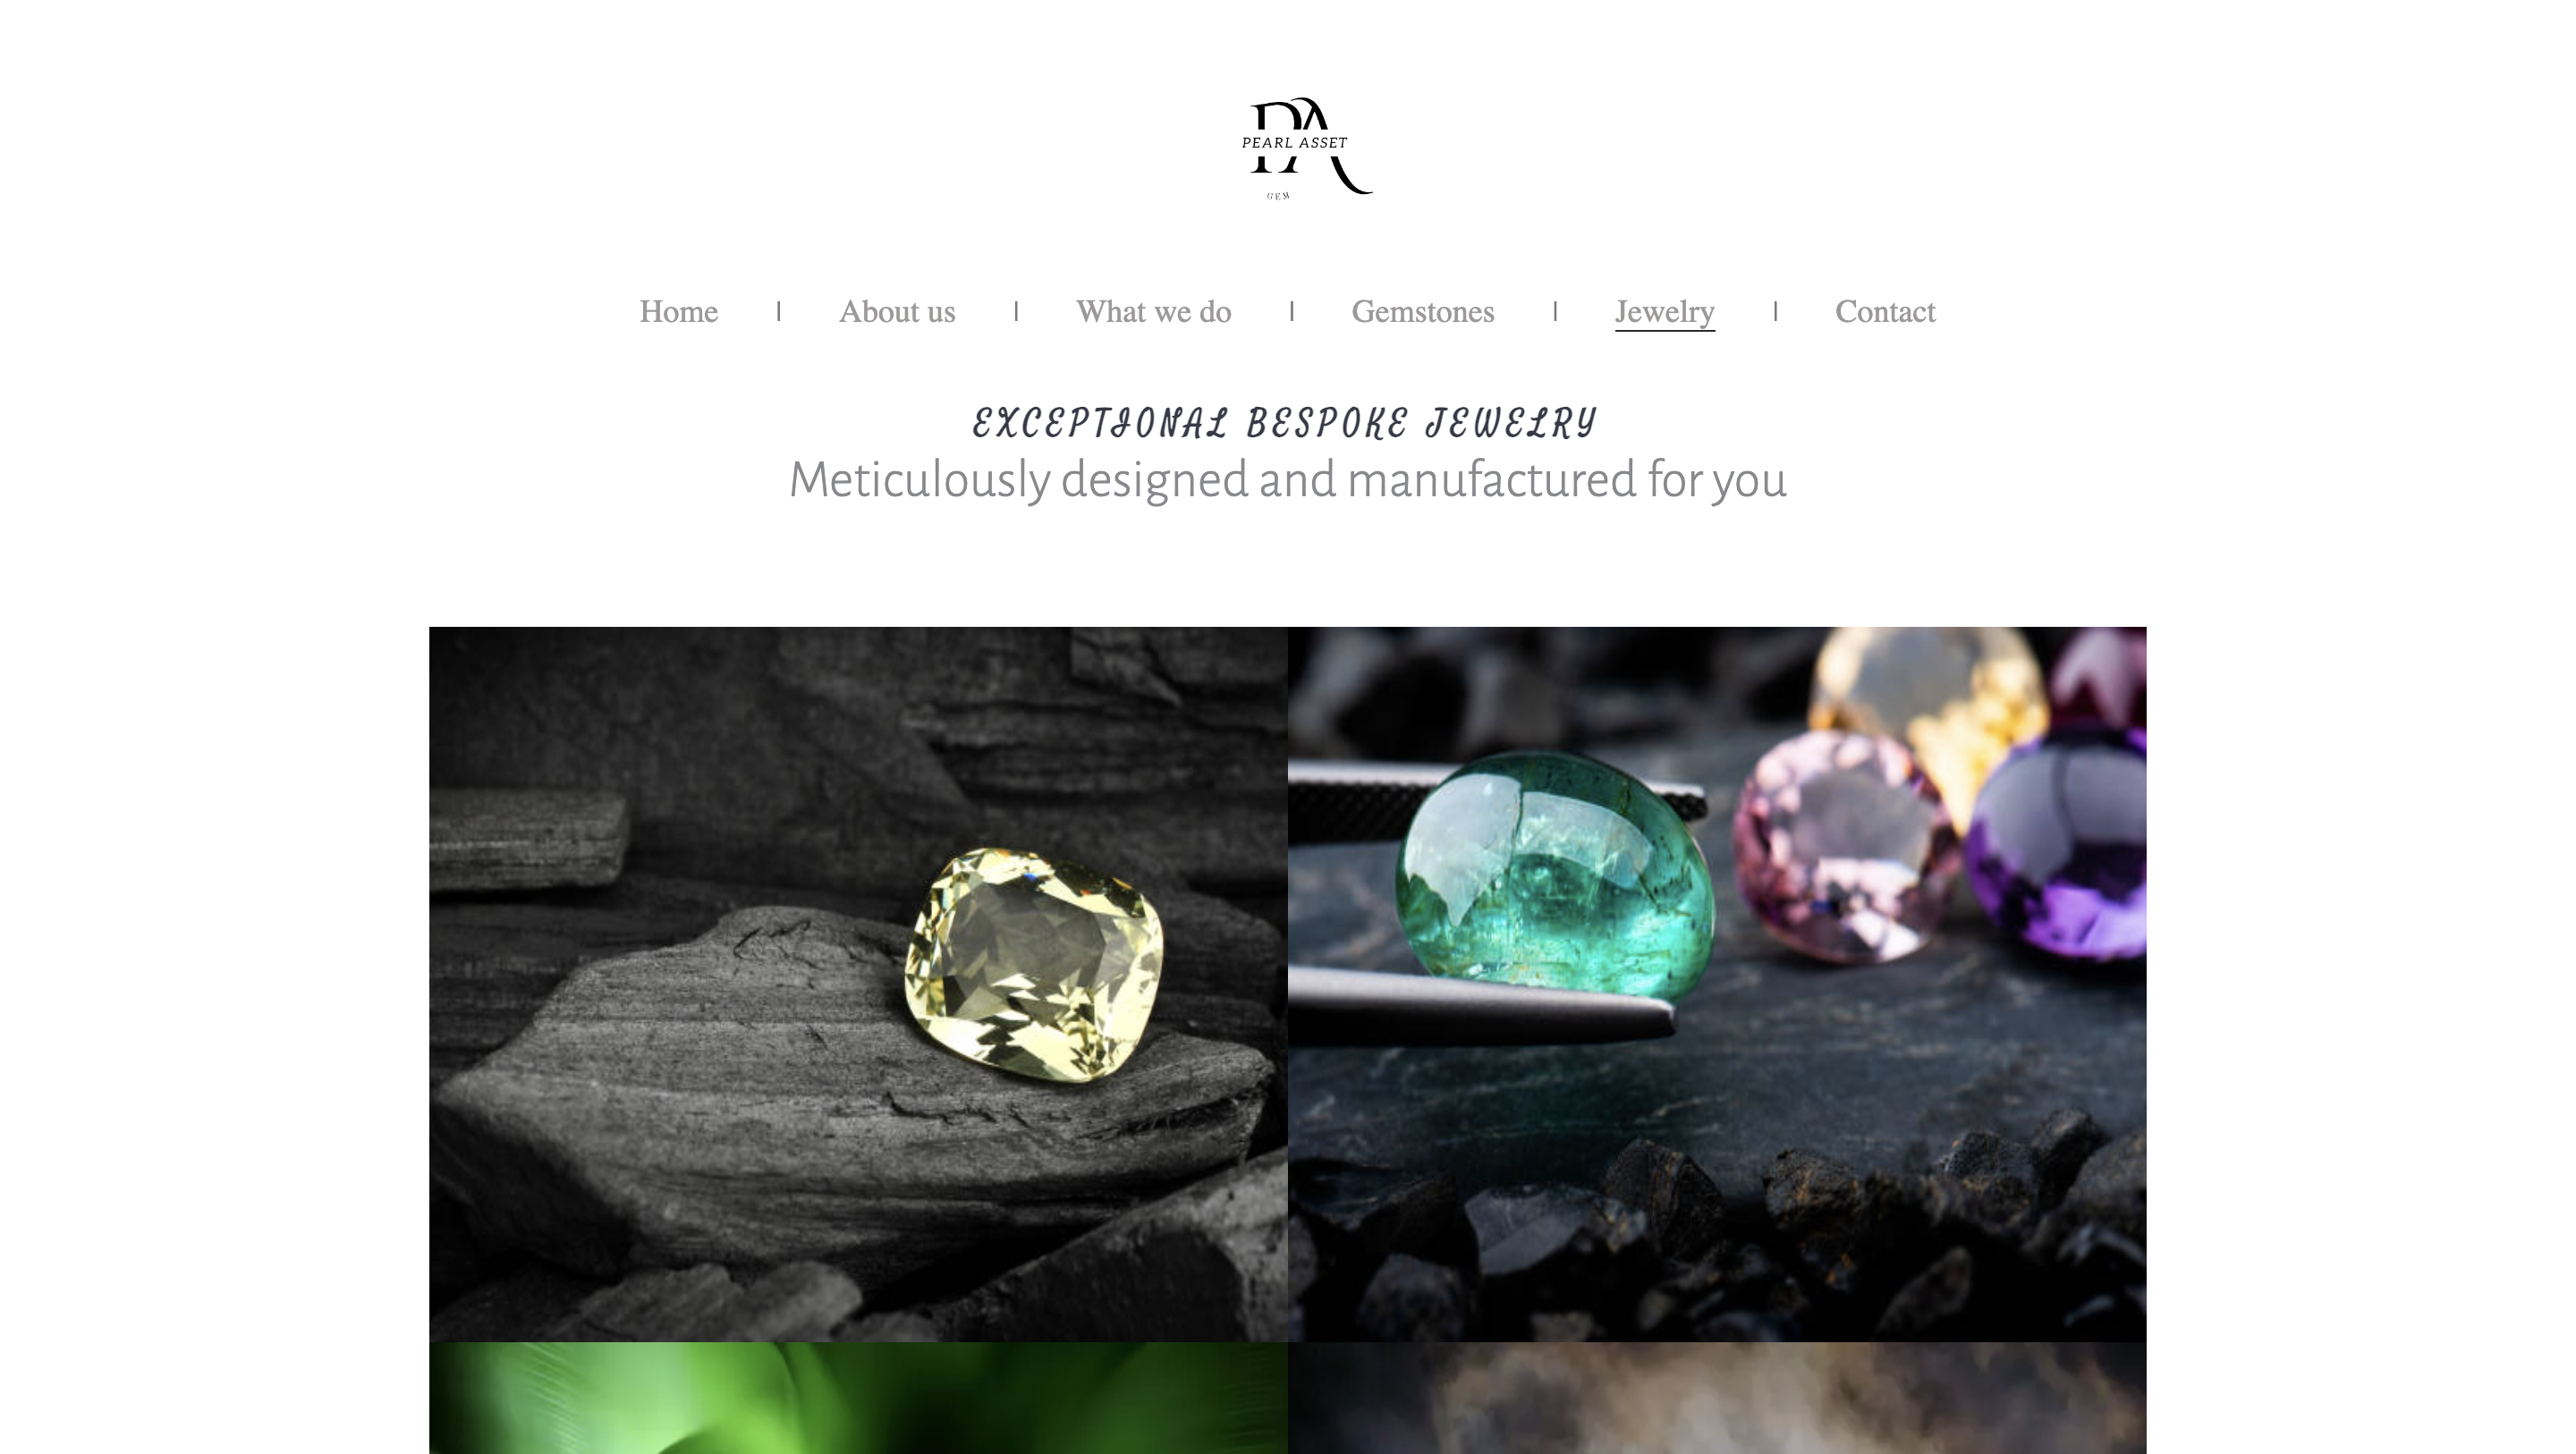 PEARL ASSET
GEM
Home | About us | What we do | Gemstones | Jewelry | Contact
EXCEPTIONAL BESPOKE JEWELRY
Meticulously designed and manufactured for you